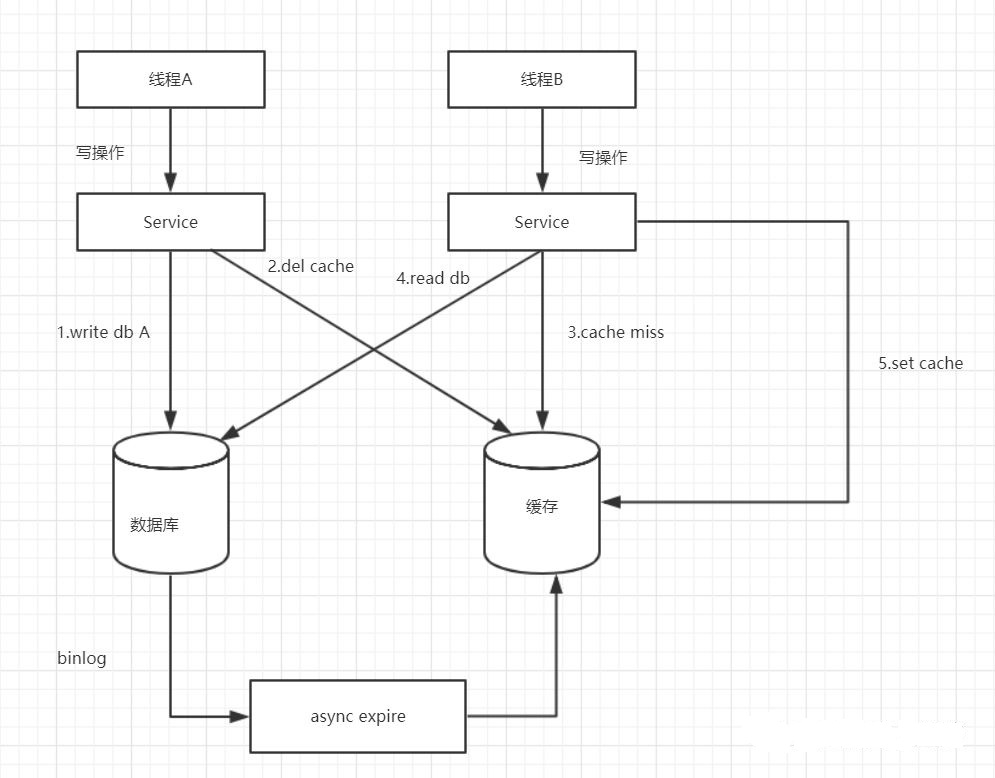 线程A
线程B
写操作
写操作
Service
Service
2.del cache
4.read db
1.write db A
3.cache miss
5.set cache
数据库
缓存
binlog
async expire